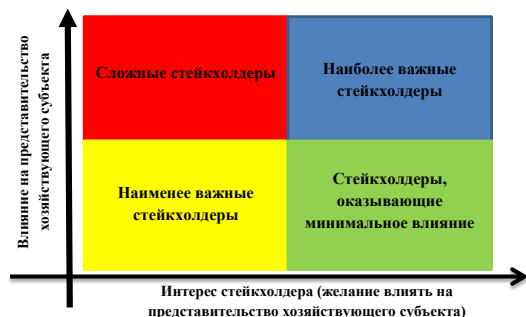 Влияние на представительство
хозяйствующего субъекта
Сложные стейкхолдеры
Наиболее важные
стейкхолдеры
Наименее важные
стейкхолдеры
Стейкхолдеры,
оказывающие
минимальное влияние
Интерес стейкхолдера (желание влиять на
представительство хозяйствующего субъекта)